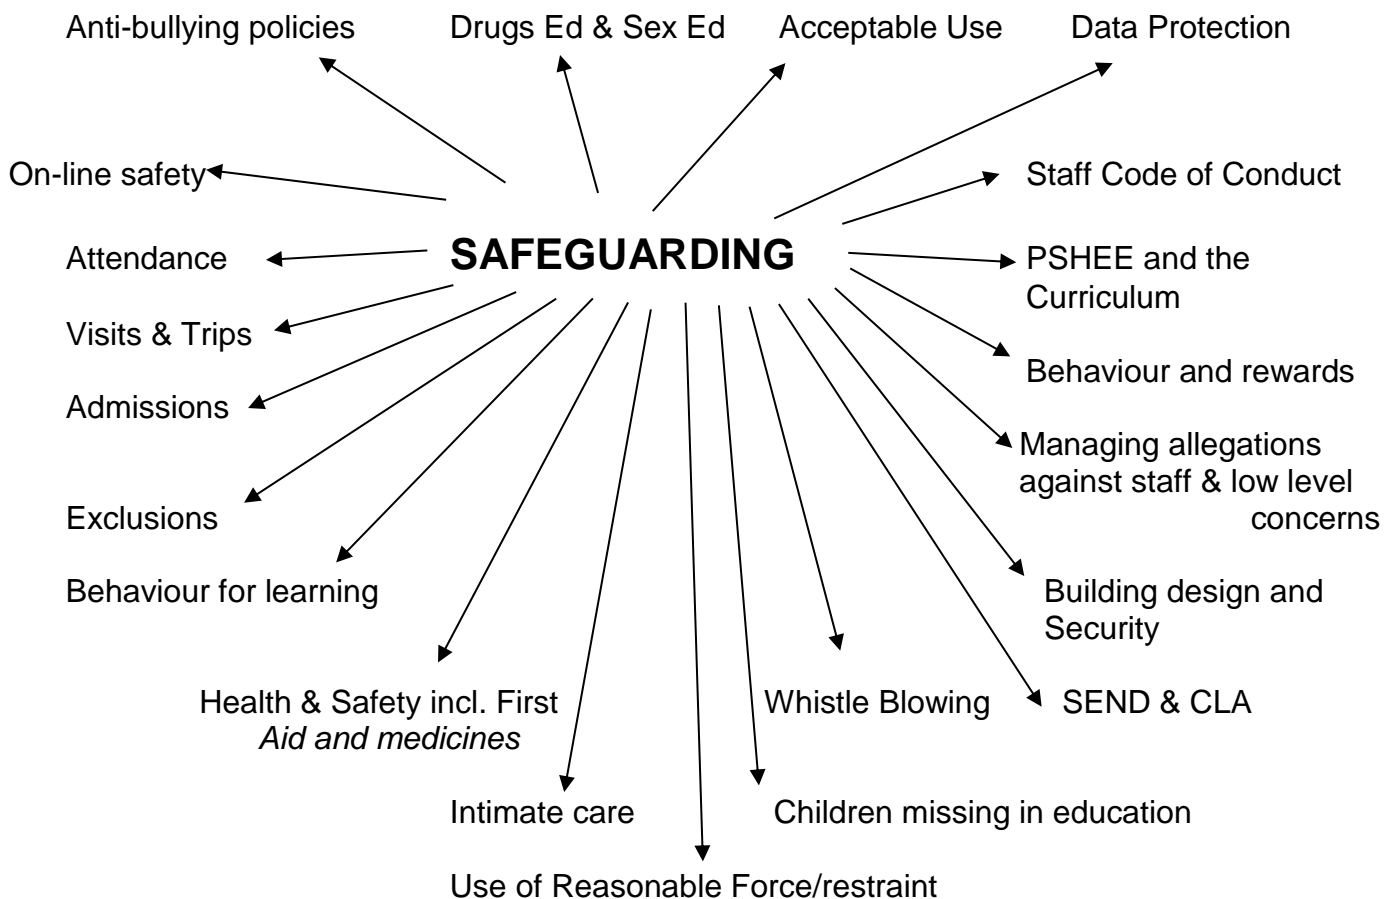 Anti-bullying policies
Drugs Ed & Sex Ed
Acceptable Use
Data Protection
On-line safety
Staff Code of Conduct
SAFEGUARDING
Attendance
PSHEE and the
Curriculum
Visits & Trips
Behaviour and rewards
Admissions
Managing allegations
against staff & low level
concerns
Exclusions
Behaviour for learning
Building design and
Security
Health & Safety incl. First
Aid and medicines
Whistle Blowing
SEND & CLA
Intimate care
Children missing in education
Use of Reasonable Force/restraint